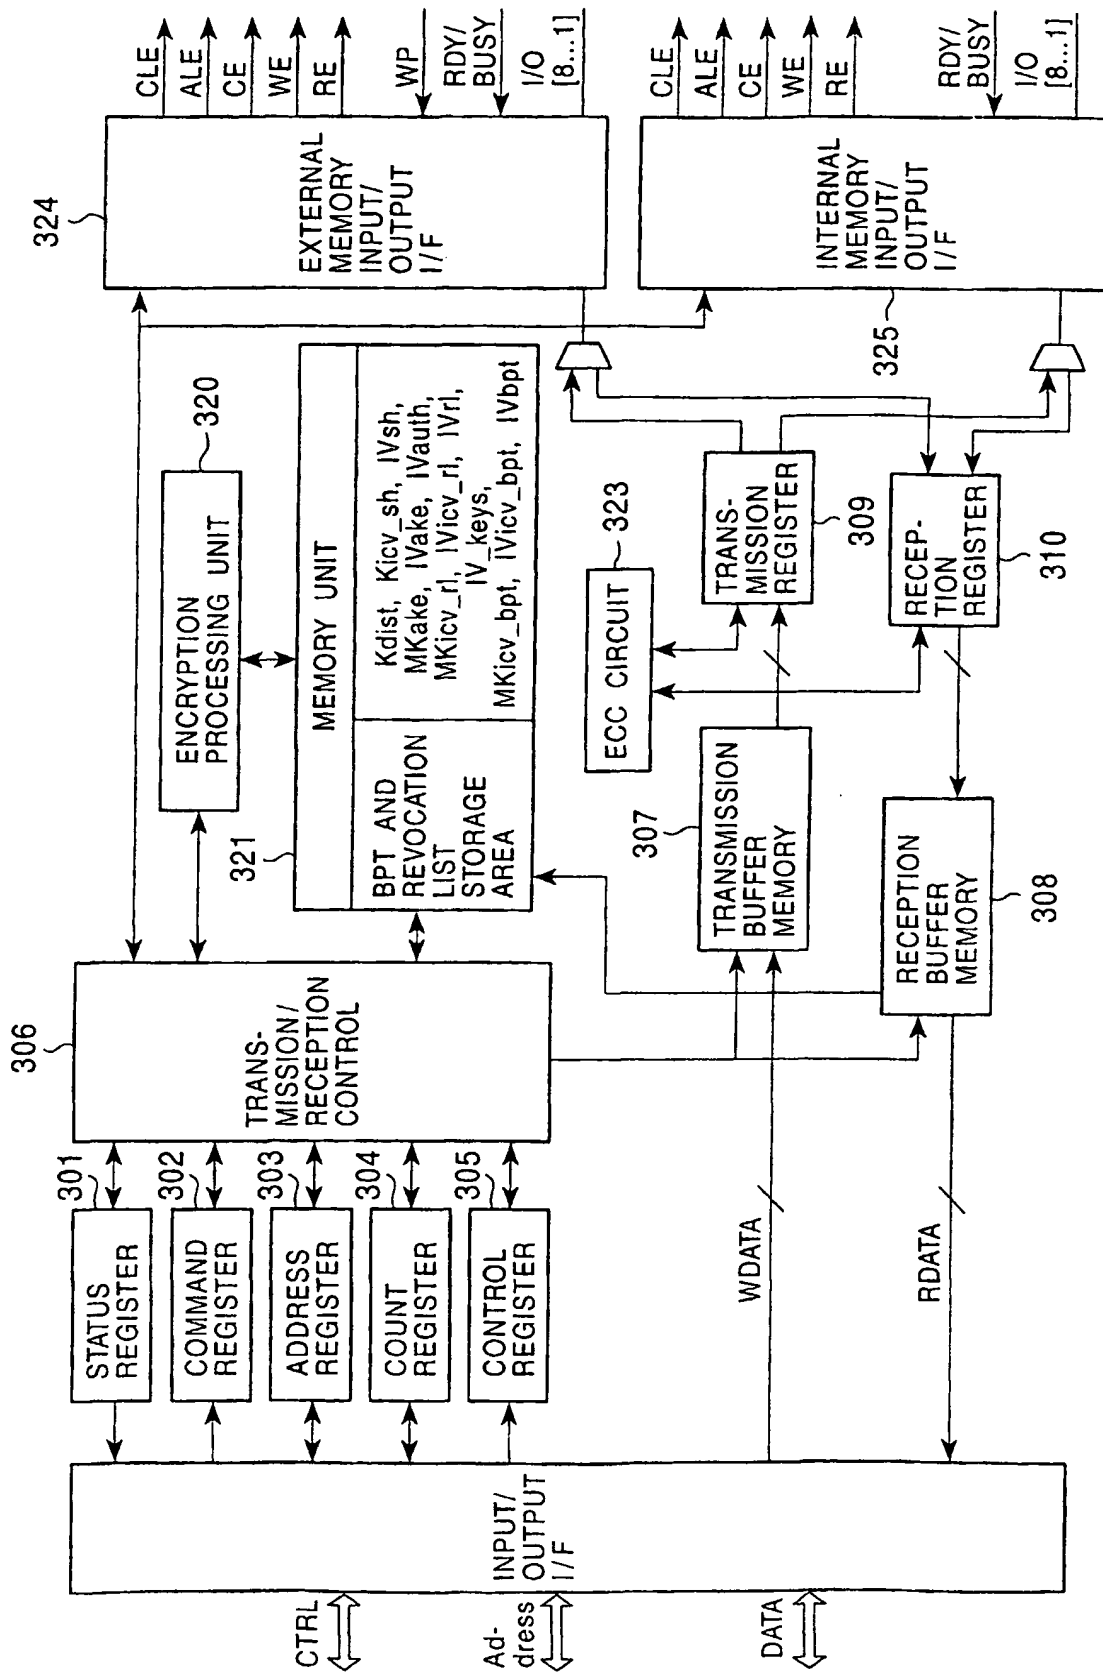 CTRL
Ad-
dress
DATA
INPUT/
OUTPUT
I/F
STATUS
REGISTER
301
COMMAND
REGISTER
302
ADDRESS
REGISTER
303
COUNT
REGISTER
304
CONTROL
REGISTER
305
WDATA
RDATA
306
TRANS-
MISSION/
RECEPTION
CONTROL
320
ENCRYPTION
PROCESSING UNIT
321
MEMORY UNIT
BPT AND
REVOCATION
LIST
STORAGE
AREA
Kdist, Kicv_sh, IVsh,
MKake, IVake, IVauth,
MKicv_rl, IVicv_rl, IVrl,
IV_keys,
MKicv_bpt, IVicv_bpt, IVbpt
307
TRANSMISSION
BUFFER
MEMORY
RECEPTION
BUFFER
MEMORY
308
ECC CIRCUIT
323
TRANS-
MISSION
REGISTER
309
RECEP-
TION
REGISTER
310
324
EXTERNAL
MEMORY
INPUT/
OUTPUT
I/F
CLE
ALE
CE
WE
RE
WP
RDY/
BUSY
I/O
[8...1]
INTERNAL
MEMORY
INPUT/
OUTPUT
I/F
325
CLE
ALE
CE
WE
RE
RDY/
BUSY
I/O
[8...1]